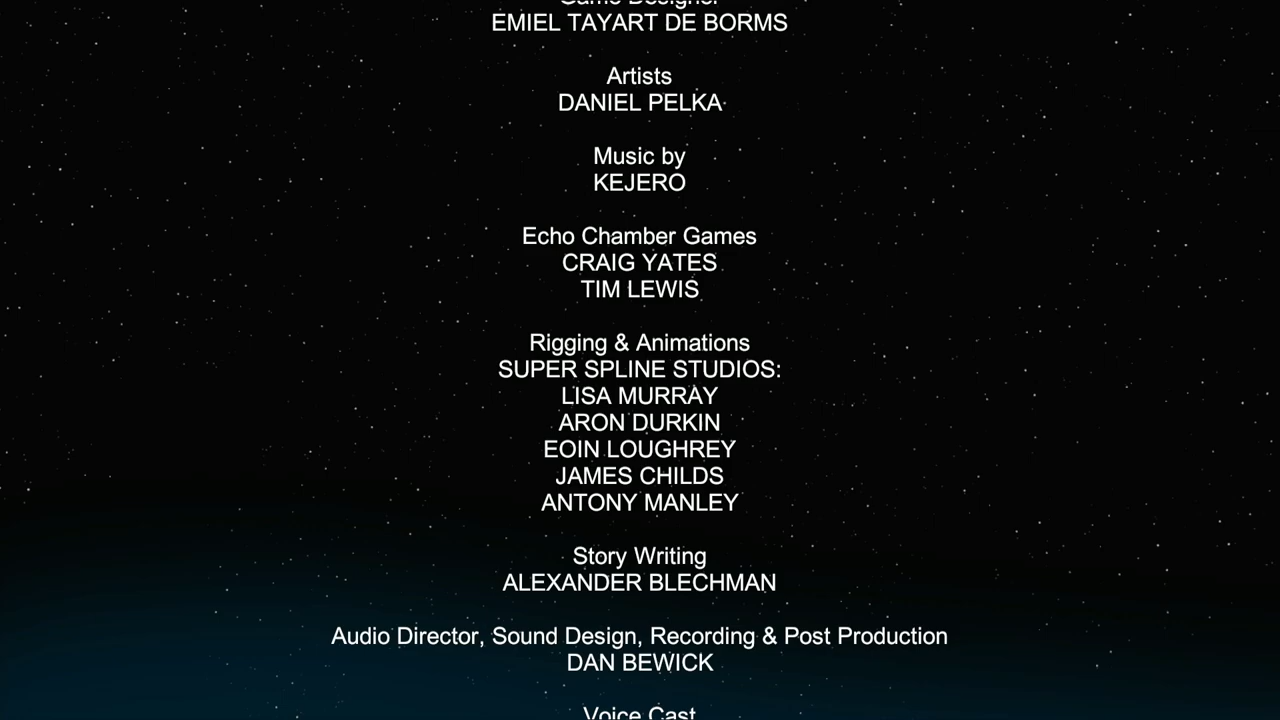 Game Designer
EMIEL TAYART DE BORMS
Artists
DANIEL PELKA
Music by
KEJERO
Echo Chamber Games
CRAIG YATES
TIM LEWIS
Rigging & Animations
SUPER SPLINE STUDIOS:
LISA MURRAY
ARON DURKIN
EOIN LOUGHREY
JAMES CHILDS
ANTONY MANLEY
Story Writing
ALEXANDER BLECHMAN
Audio Director, Sound Design, Recording & Post Production
DAN BEWICK
Voice Cast